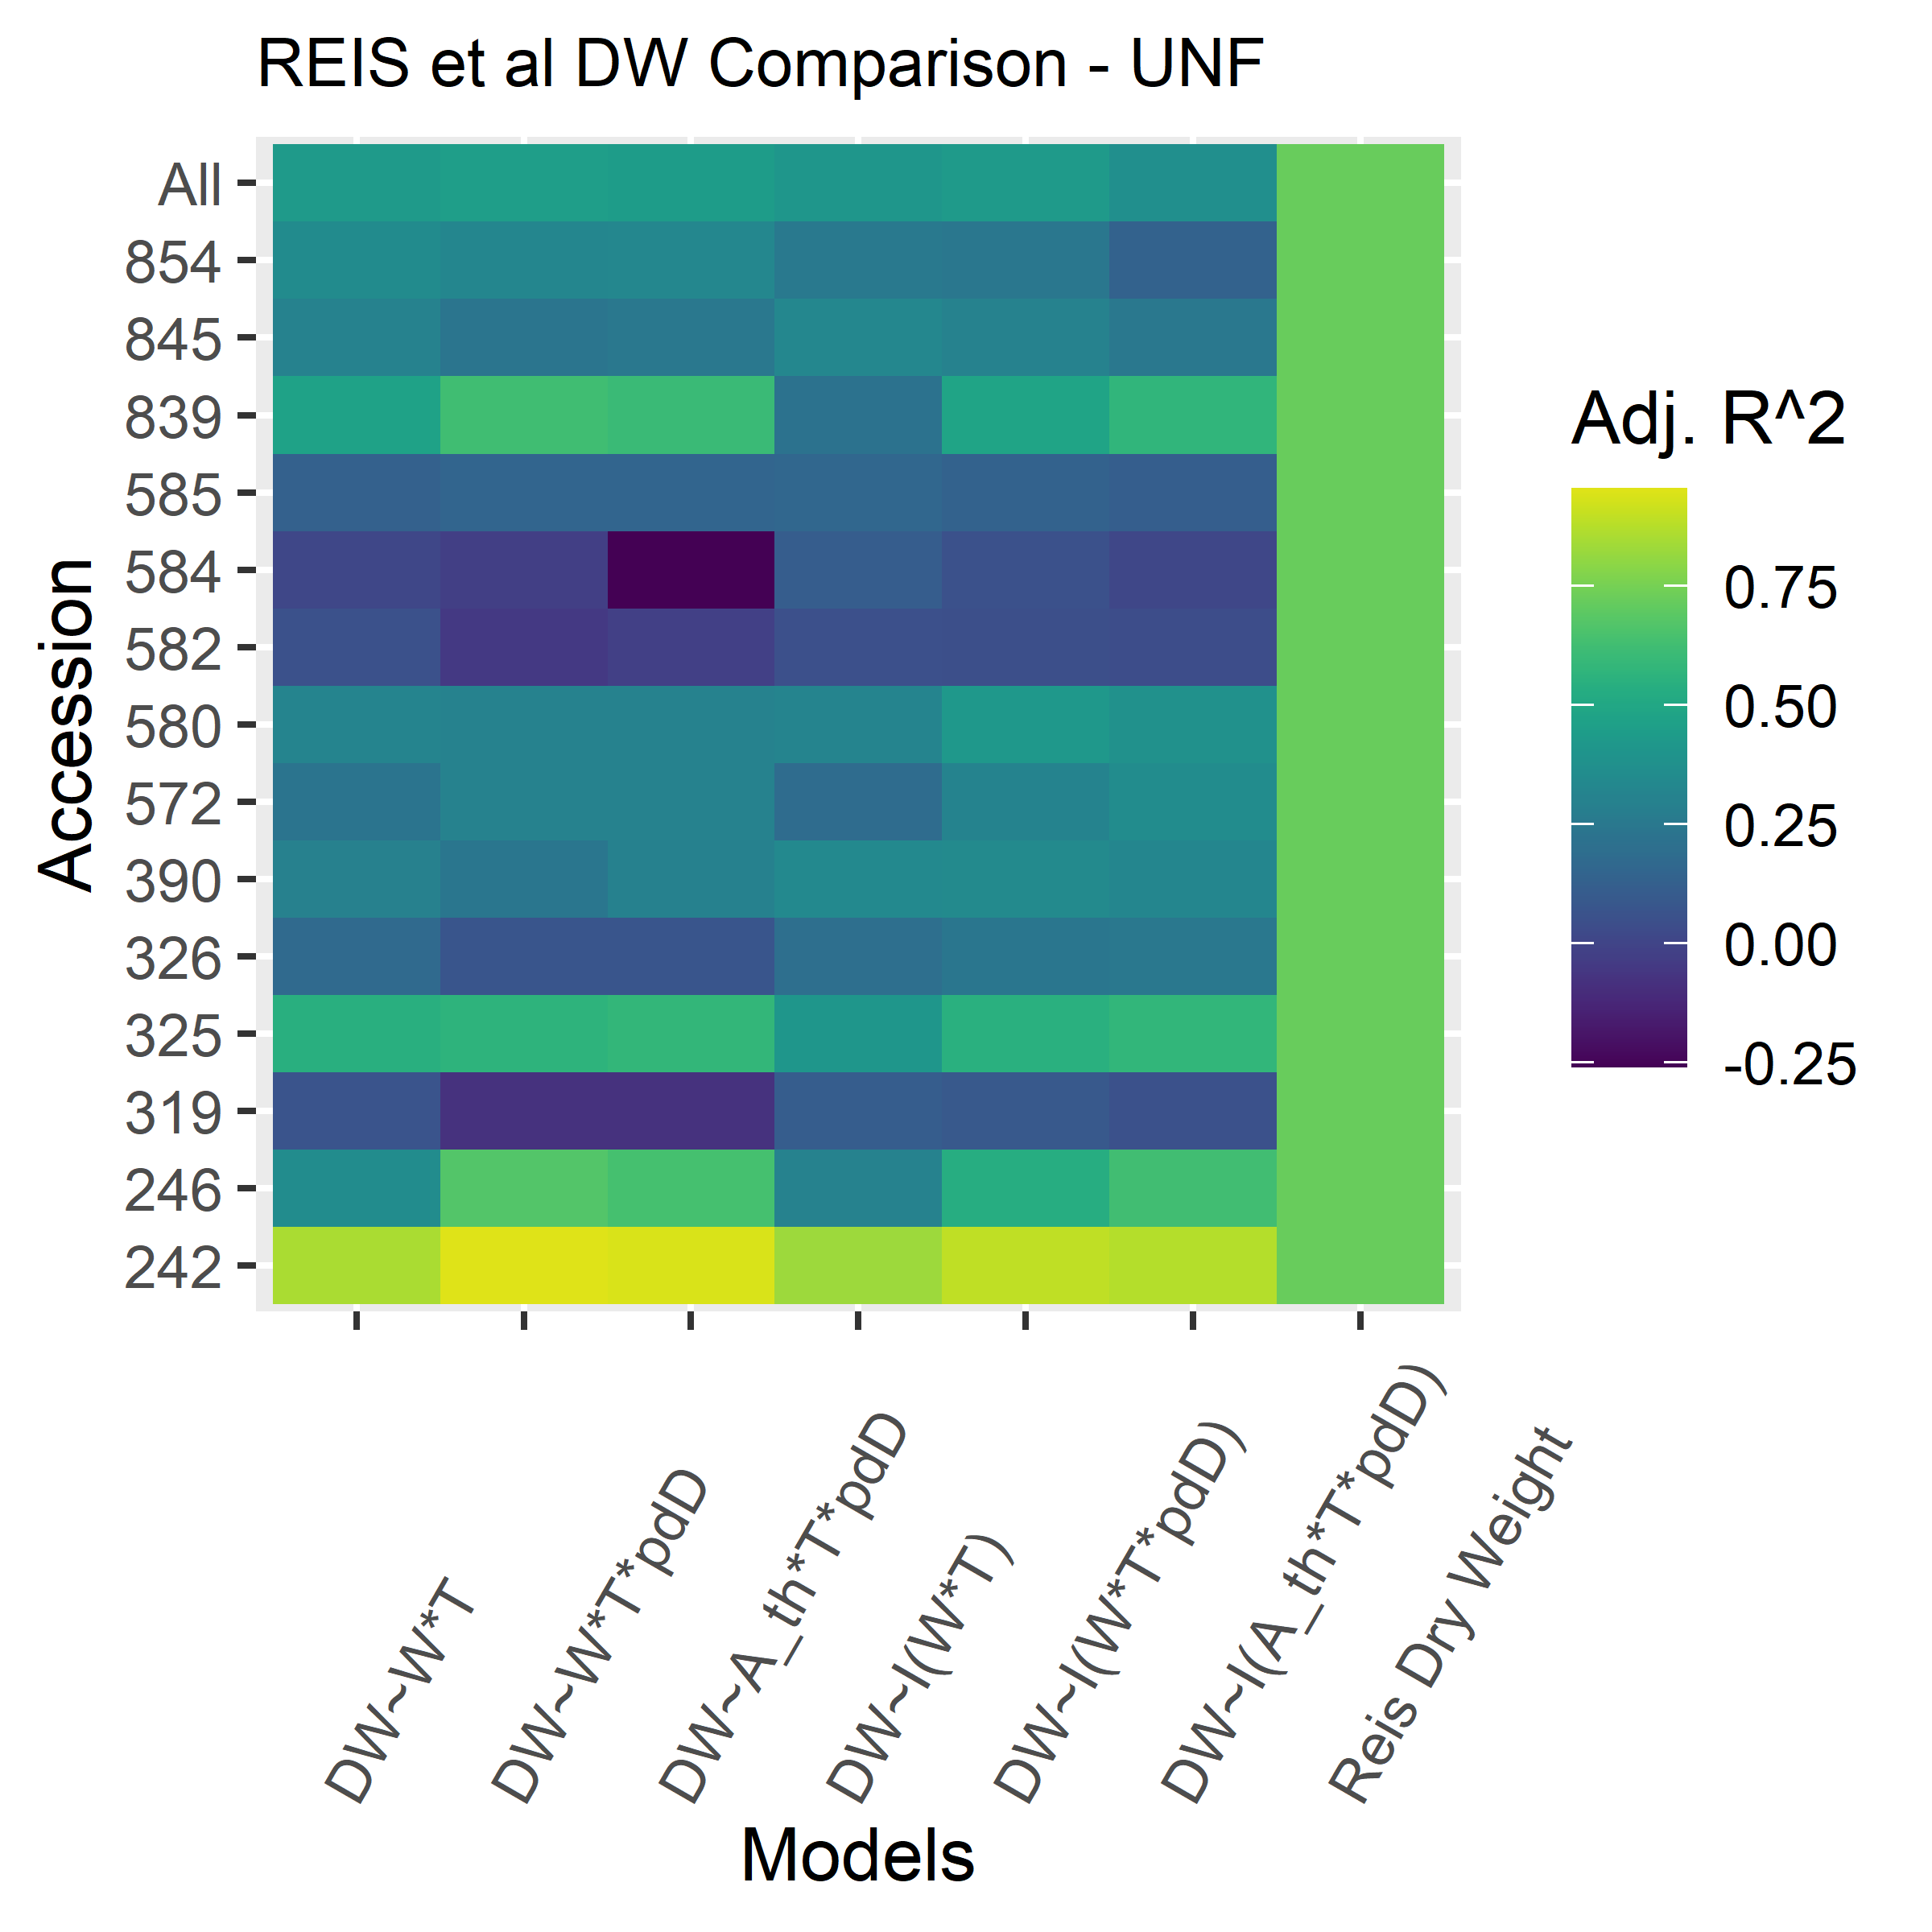 REIS et al DW Comparison - UNF
Accession
All
854
845
839
585
584
582
580
572
390
326
325
319
246
242
DW~W*T
DW~W*T*pdD
DW~A_th*T*pdD
DW~I(W*T)
DW~I(W*T*pdD)
DW~I(A_th*T*pdD)
Reis Dry Weight
Models
Adj. R^2
0.75
0.50
0.25
0.00
-0.25